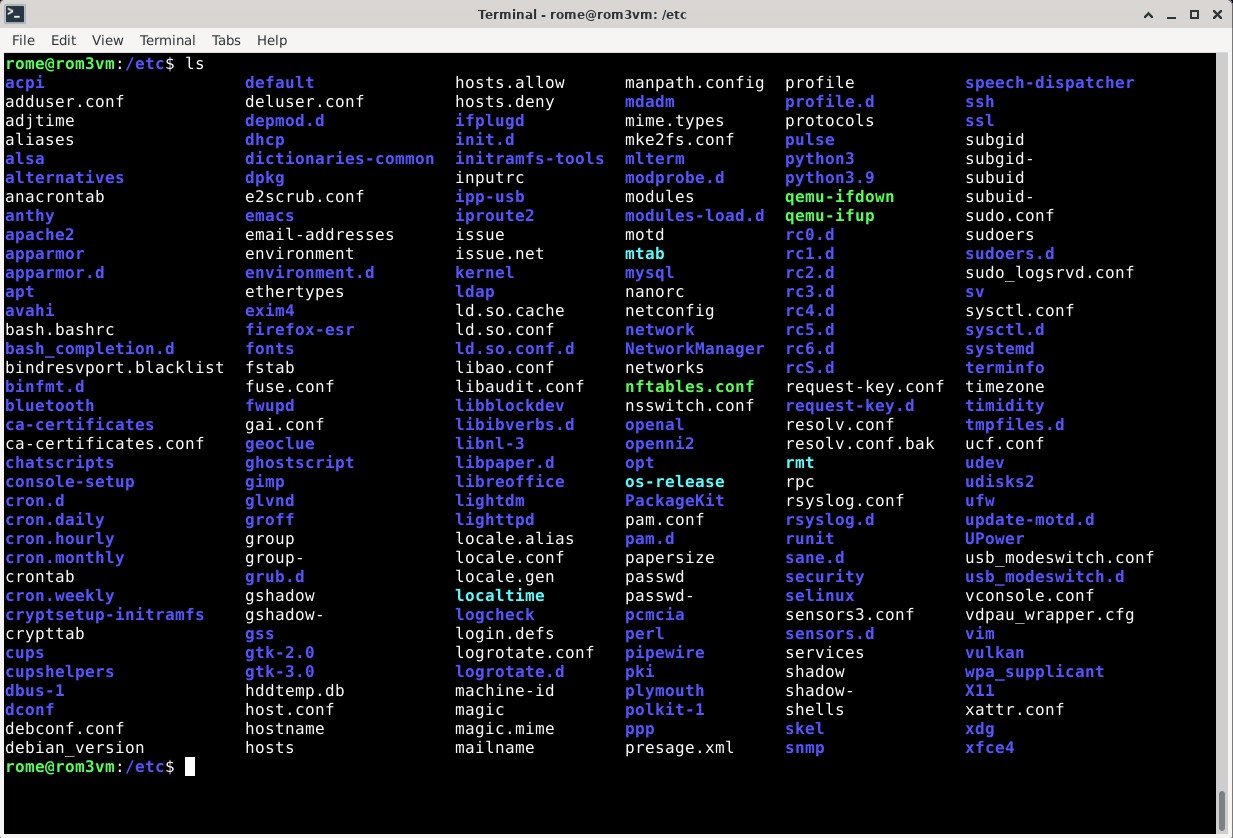 Terminal - rome@rom3vm: /etc
File Edit View Terminal Tabs Help
rome@rom3vm:/etc$ ls
acpi default hosts.allow manpath.config profile speech-dispatcher
adduser.conf deluser.conf hosts.deny mdadm profile.d ssh
adjtime depmod.d ifplugd mime.types protocols ssl
aliases dhcp init.d mke2fs.conf pulse subgid
alsa dictionaries-common initramfs-tools mlterm python3 subgid-
alternatives dpkg inputrc modprobe.d python3.9 subuid
anacrontab e2scrub.conf ipp-usb modules qemu-ifdown subuid-
anthy emacs iproute2 modules-load.d qemu-ifup sudo.conf
apache2 email-addresses issue motd rc0.d sudoers
apparmor environment issue.net mtab rc1.d sudoers.d
apparmor.d environment.d kernel mysql rc2.d sudo_logsrvd.conf
apt ethertypes ldap nanorc rc3.d sv
avahi exim4 ld.so.cache netconfig rc4.d sysctl.conf
bash.bashrc firefox-esr ld.so.conf network rc5.d sysctl.d
bash_completion.d fonts ld.so.conf.d NetworkManager rc6.d systemd
bindresvport.blacklist fstab libao.conf networks rcS.d terminfo
binfmt.d fuse.conf libaudit.conf nftables.conf request-key.conf timezone
bluetooth fwupd libblockdev nsswitch.conf request-key.d timidity
ca-certificates gai.conf libibverbs.d openal resolv.conf tmpfiles.d
ca-certificates.conf geoclue libnl-3 openni2 resolv.conf.bak ucf.conf
chatscripts ghostscript libpaper.d opt rmt udev
console-setup gimp libreoffice os-release rpc udisks2
cron.d glvnd lightdm PackageKit rsyslog.conf ufw
cron.daily groff lighttpd pam.conf rsyslog.d update-motd.d
cron.hourly group locale.alias pam.d runit UPower
cron.monthly group- locale.conf papersize sane.d usb_modeswitch.conf
crontab grub.d locale.gen passwd security usb_modeswitch.d
cron.weekly gshadow localtime passwd- selinux vconsole.conf
cryptsetup-initramfs gshadow- logcheck pcmcia sensors3.conf vdpau_wrapper.cfg
crypttab gss login.defs perl sensors.d vim
cups gtk-2.0 logrotate.conf pipewire services vulkan
cupshelpers gtk-3.0 logrotate.d pki shadow wpa_supplicant
dbus-1 hddtemp.db machine-id plymouth shadow- X11
dconf host.conf magic polkit-1 shells xattr.conf
debconf.conf hostname magic.mime ppp skel xdg
debian_version hosts mailname presage.xml snmp xfce4
rome@rom3vm:/etc$